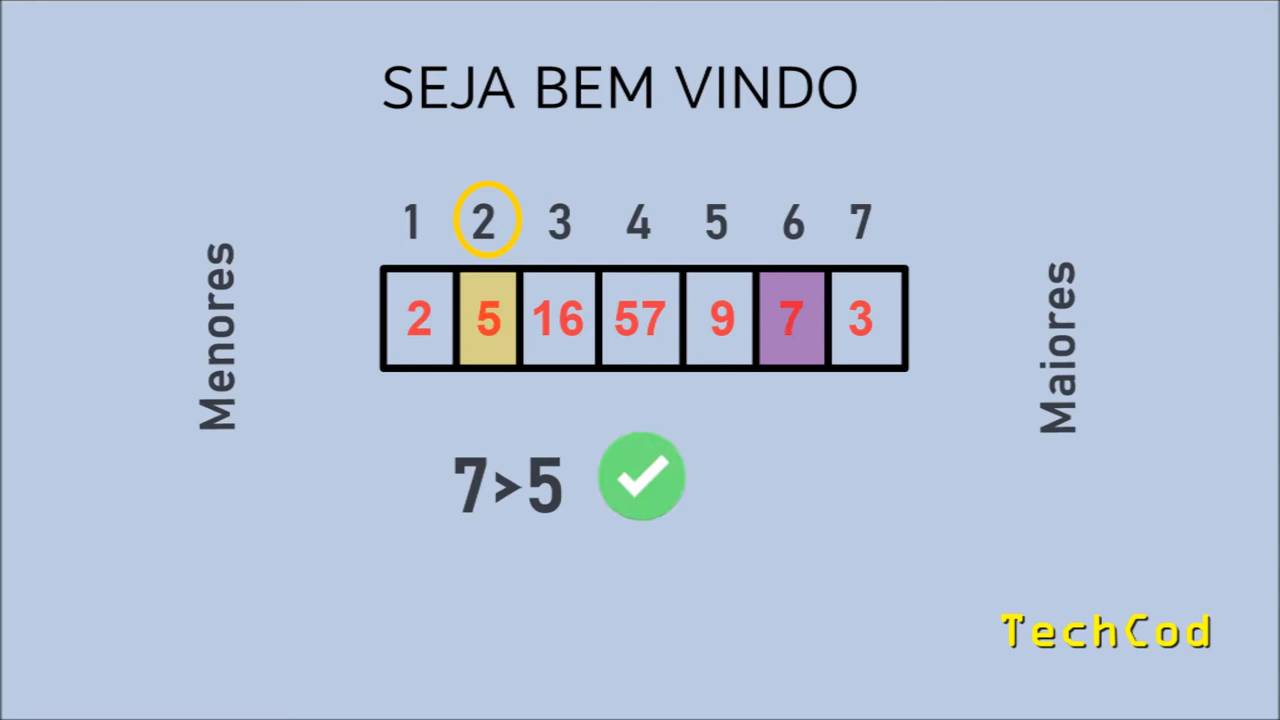 SEJA BEM VINDO
1 2 3 4 5 6 7
Menores
2 5 16 57 9 7 3
Maiores
7>5
TechCod